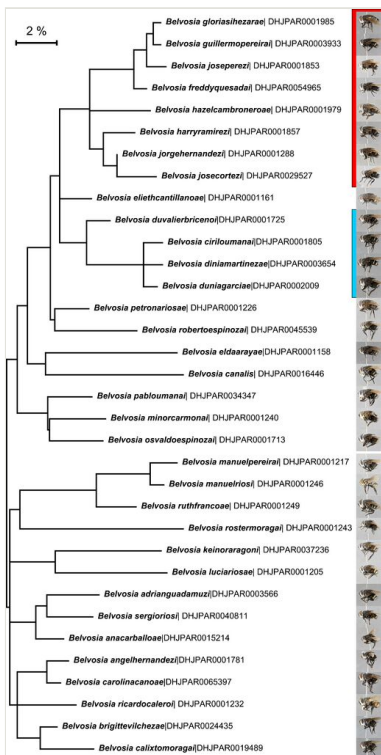 Belvosia gloriasihezarae| DHJPAR0001985
2 %
Belvosia guillermopereirai| DHJPAR0003933
Belvosia joseperezi| DHJPAR0001853
Belvosia freddyquesadai| DHJPAR0054965
Belvosia hazelcambroneroae| DHJPAR0001979
Belvosia harryramirezi| DHJPAR0001857
Belvosia jorgehernandezi| DHJPAR0001288
Belvosia josecortezi| DHJPAR0029527
Belvosia eliethcantillanoae| DHJPAR0001161
Belvosia duvalierbricenoi|DHJPAR0001725
Belvosia ciriloumanai|DHJPAR0001805
Belvosia diniamartinezae|DHJPAR0003654
Belvosia duniagarciae|DHJPAR0002009
Belvosia petronariosae| DHJPAR0001226
Belvosia robertoespinozai| DHJPAR0045539
Belvosia eldaarayae|DHJPAR0001158
Belvosia canalis| DHJPAR0016446
Belvosia pabloumanai| DHJPAR0034347
Belvosia minorcarmonai| DHJPAR0001240
Belvosia osvaldoespinozai| DHJPAR0001713
Belvosia manuelpereirai| DHJPAR0001217
Belvosia manuelriosi| DHJPAR0001246
Belvosia ruthfrancoae| DHJPAR0001249
Belvosia rostermoragai| DHJPAR0001243
Belvosia keinoraragoni| DHJPAR0037236
Belvosia luciariosae| DHJPAR0001205
Belvosia adrianguadamuzi| DHJPAR0003566
Belvosia sergioriosi| DHJPAR0040811
Belvosia anacarballoae|DHJPAR0015214
Belvosia angelhernandezi|DHJPAR0001781
Belvosia carolinacanoae| DHJPAR0065397
Belvosia ricardocaleroi| DHJPAR0001232
Belvosia brigittevilchezae|DHJPAR0024435
Belvosia calixtomoragai|DHJPAR0019489